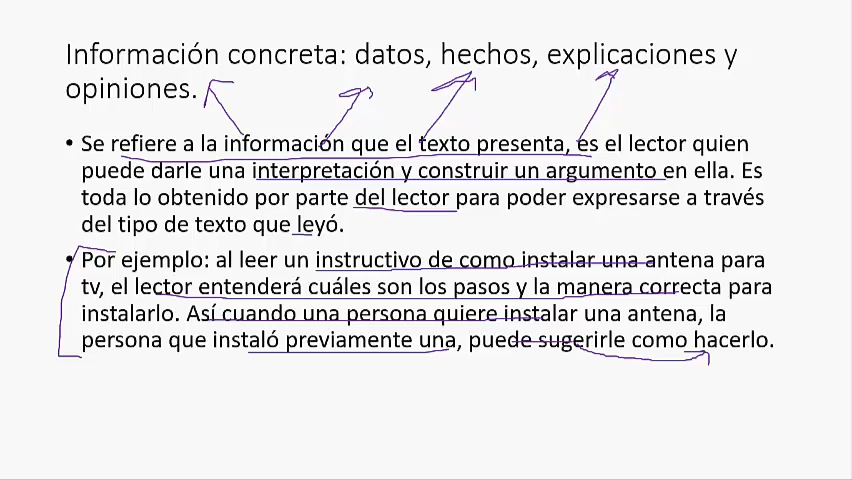 Información concreta: datos, hechos, explicaciones y
opiniones.
• Se refiere a la información que el texto presenta, es el lector quien
puede darle una interpretación y construir un argumento en ella. Es
toda lo obtenido por parte del lector para poder expresarse a través
del tipo de texto que leyó.
• Por ejemplo: al leer un instructivo de como instalar una antena para
tv, el lector entenderá cuáles son los pasos y la manera correcta para
instalarlo. Así cuando una persona quiere instalar una antena, la
persona que instaló previamente una, puede sugerirle como hacerlo.